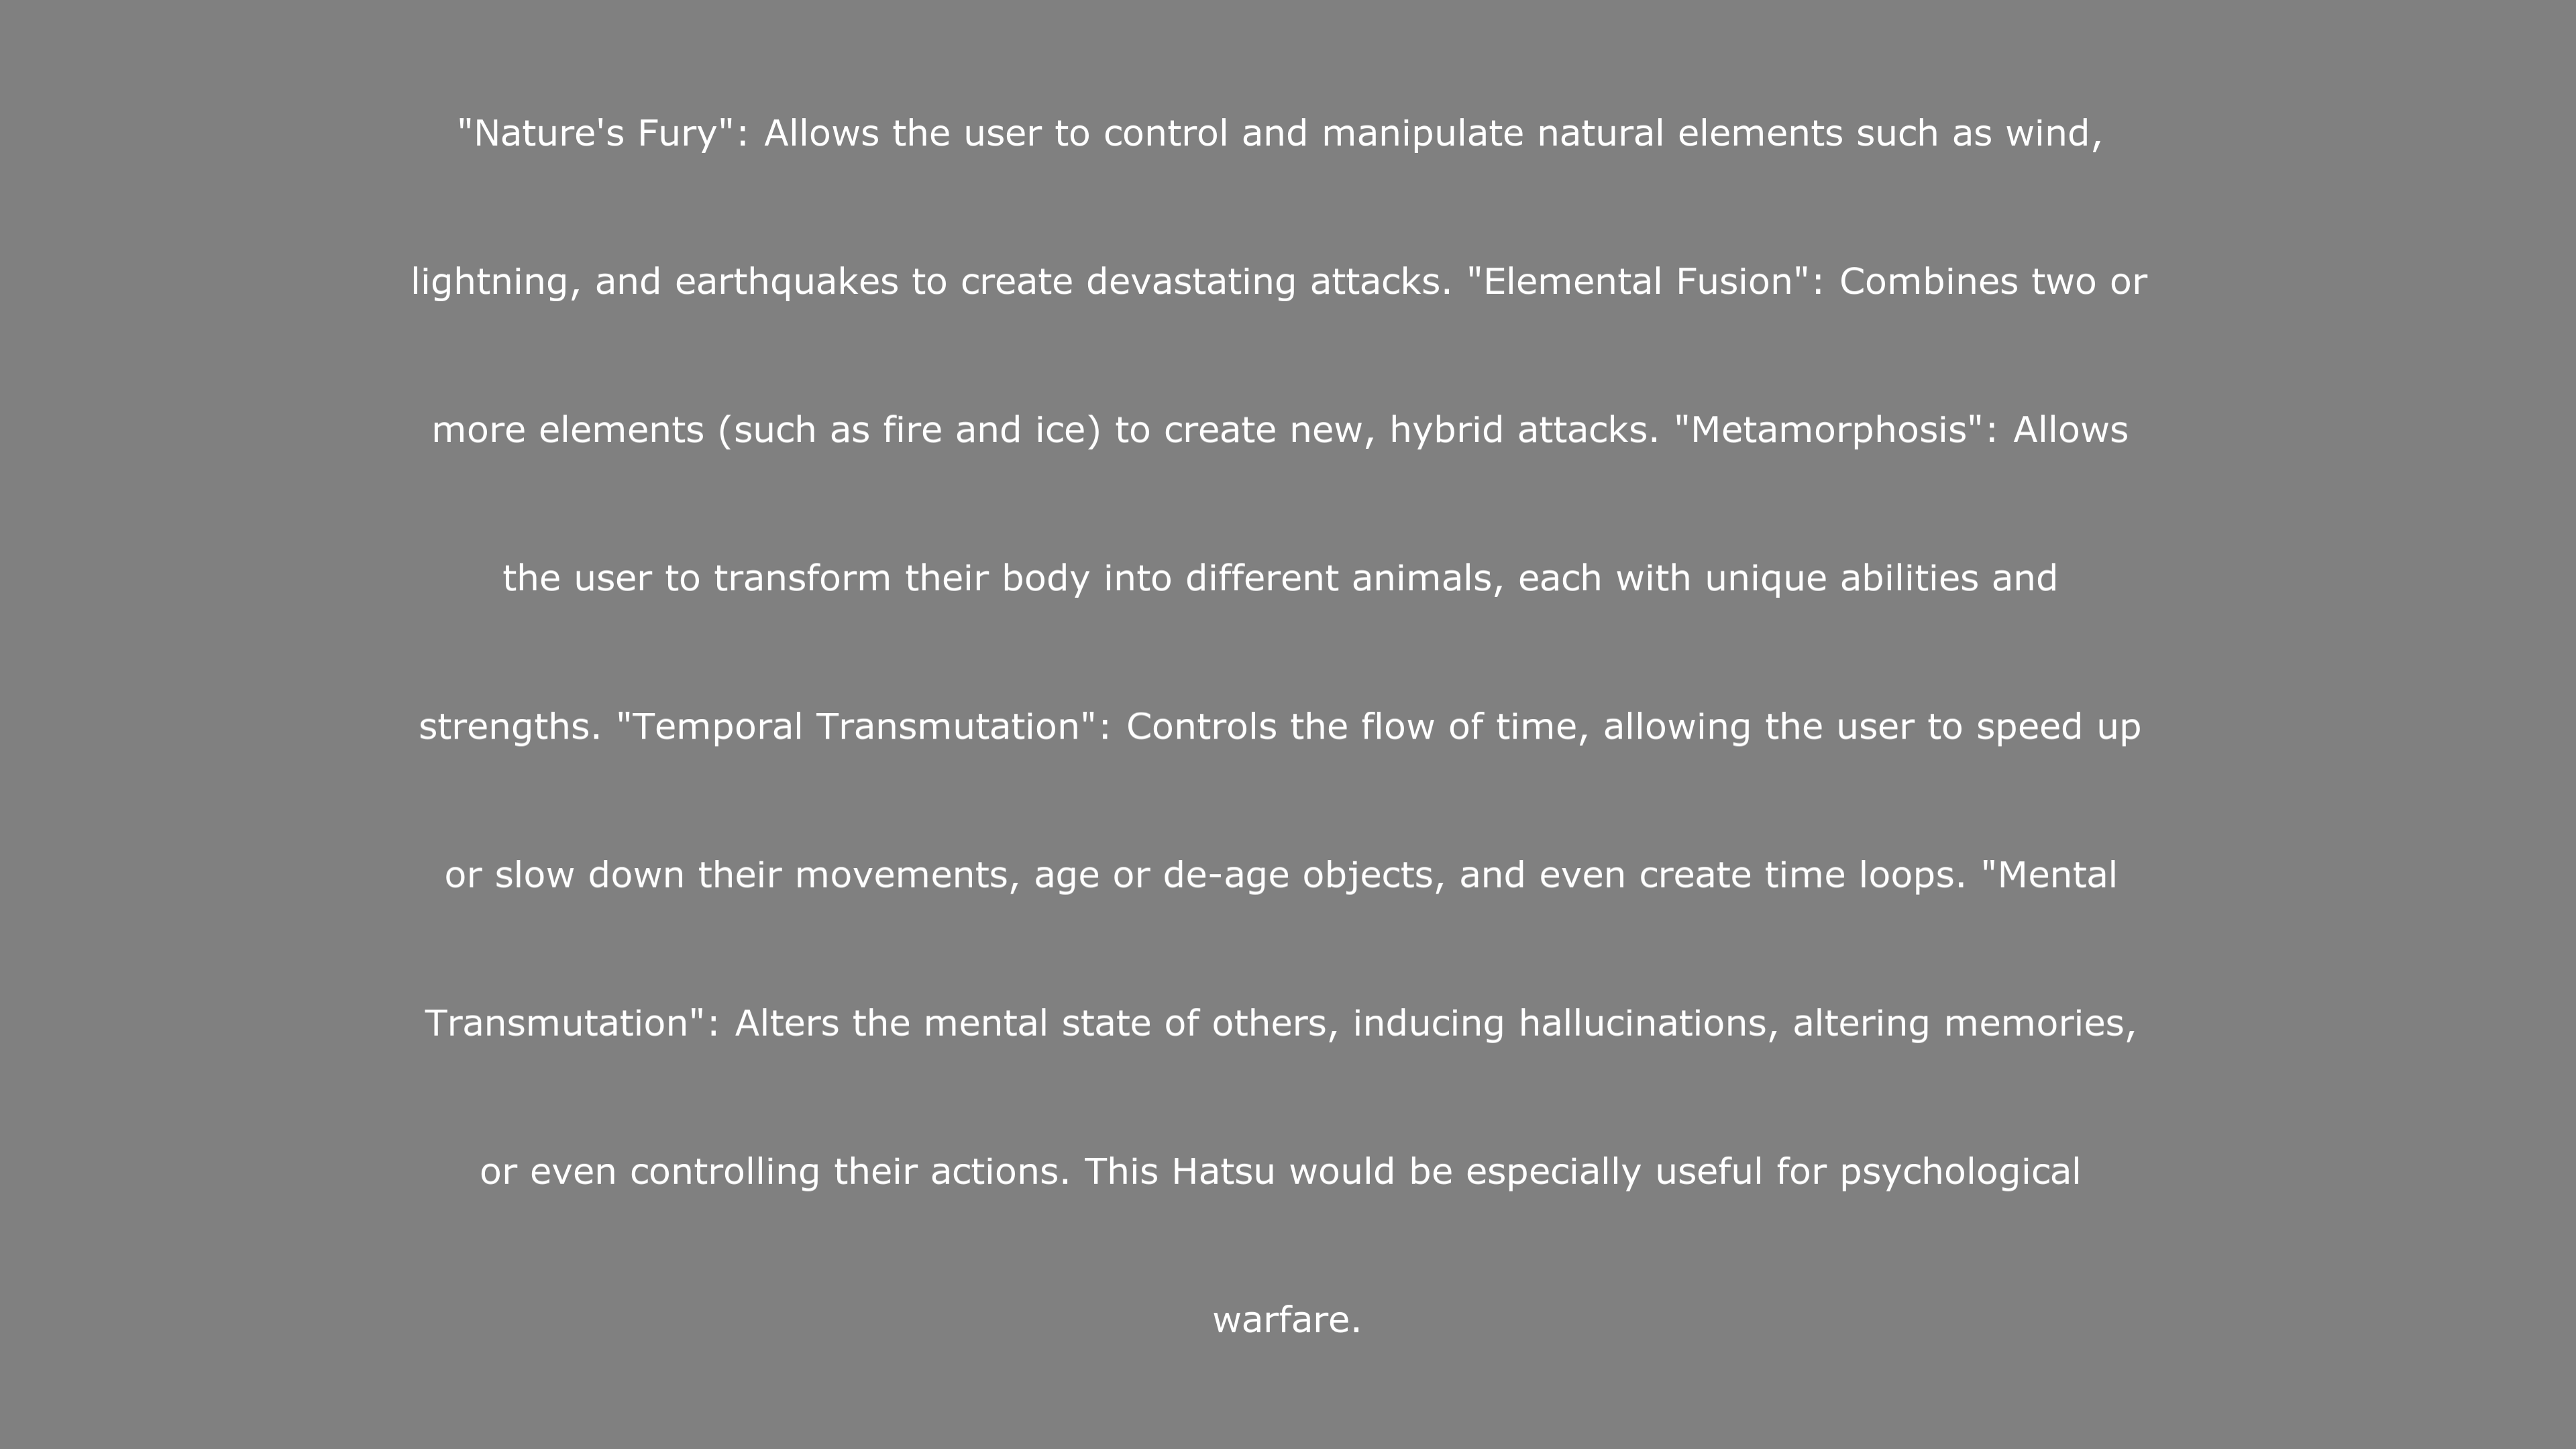 "Nature's Fury": Allows the user to control and manipulate natural elements such as wind,
lightning, and earthquakes to create devastating attacks. "Elemental Fusion": Combines two or
more elements (such as fire and ice) to create new, hybrid attacks. "Metamorphosis": Allows
the user to transform their body into different animals, each with unique abilities and
strengths. "Temporal Transmutation": Controls the flow of time, allowing the user to speed up
or slow down their movements, age or de-age objects, and even create time loops. "Mental
Transmutation": Alters the mental state of others, inducing hallucinations, altering memories,
or even controlling their actions. This Hatsu would be especially useful for psychological
warfare.